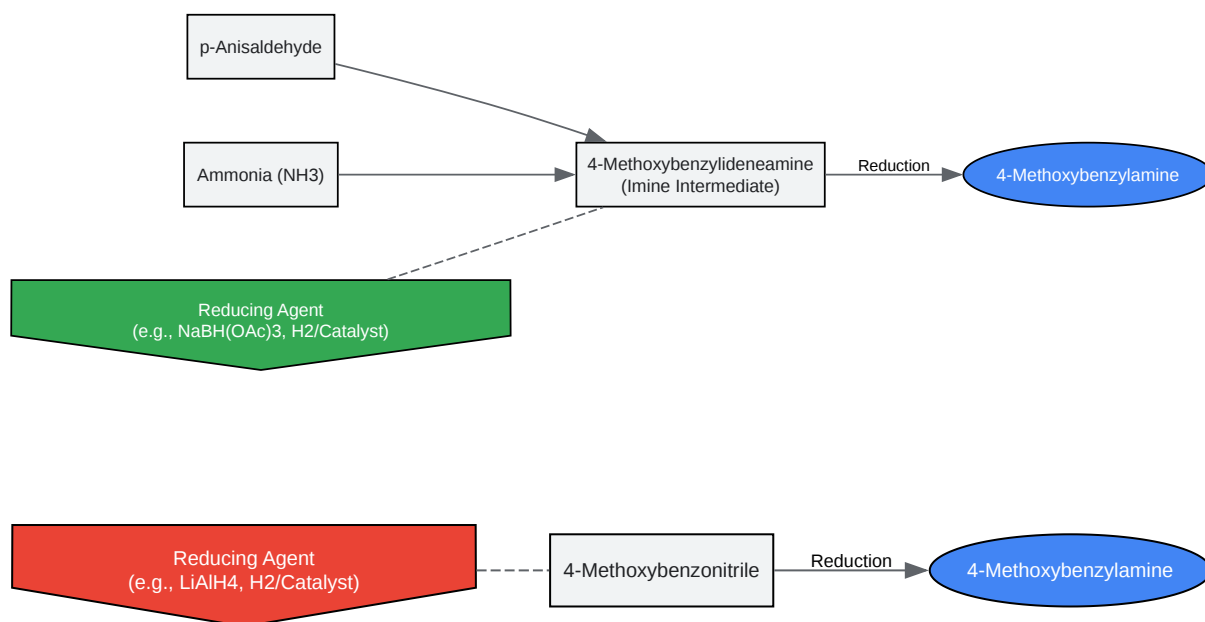 p-Anisaldehyde
Ammonia (NH3)
4-Methoxybenzylideneamine
(Imine Intermediate)
Reduction
4-Methoxybenzylamine
Reducing Agent
(e.g., NaBH(OAc)3, H2/Catalyst)
Reducing Agent
(e.g., LiAlH4, H2/Catalyst)
4-Methoxybenzonitrile
Reduction
4-Methoxybenzylamine